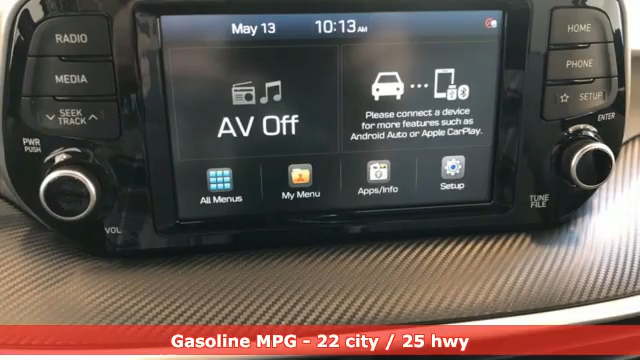 May 13
10:13 AM
RADIO
MEDIA
SEEK
TRACK
PWR
PUSH
VOL
AV Off
Please connect a device
for more features such as
Android Auto or Apple CarPlay.
All Menus
My Menu
Apps/Info
Setup
HOME
PHONE
SETUP
ENTER
TUNE
FILE
Gasoline MPG - 22 city / 25 hwy